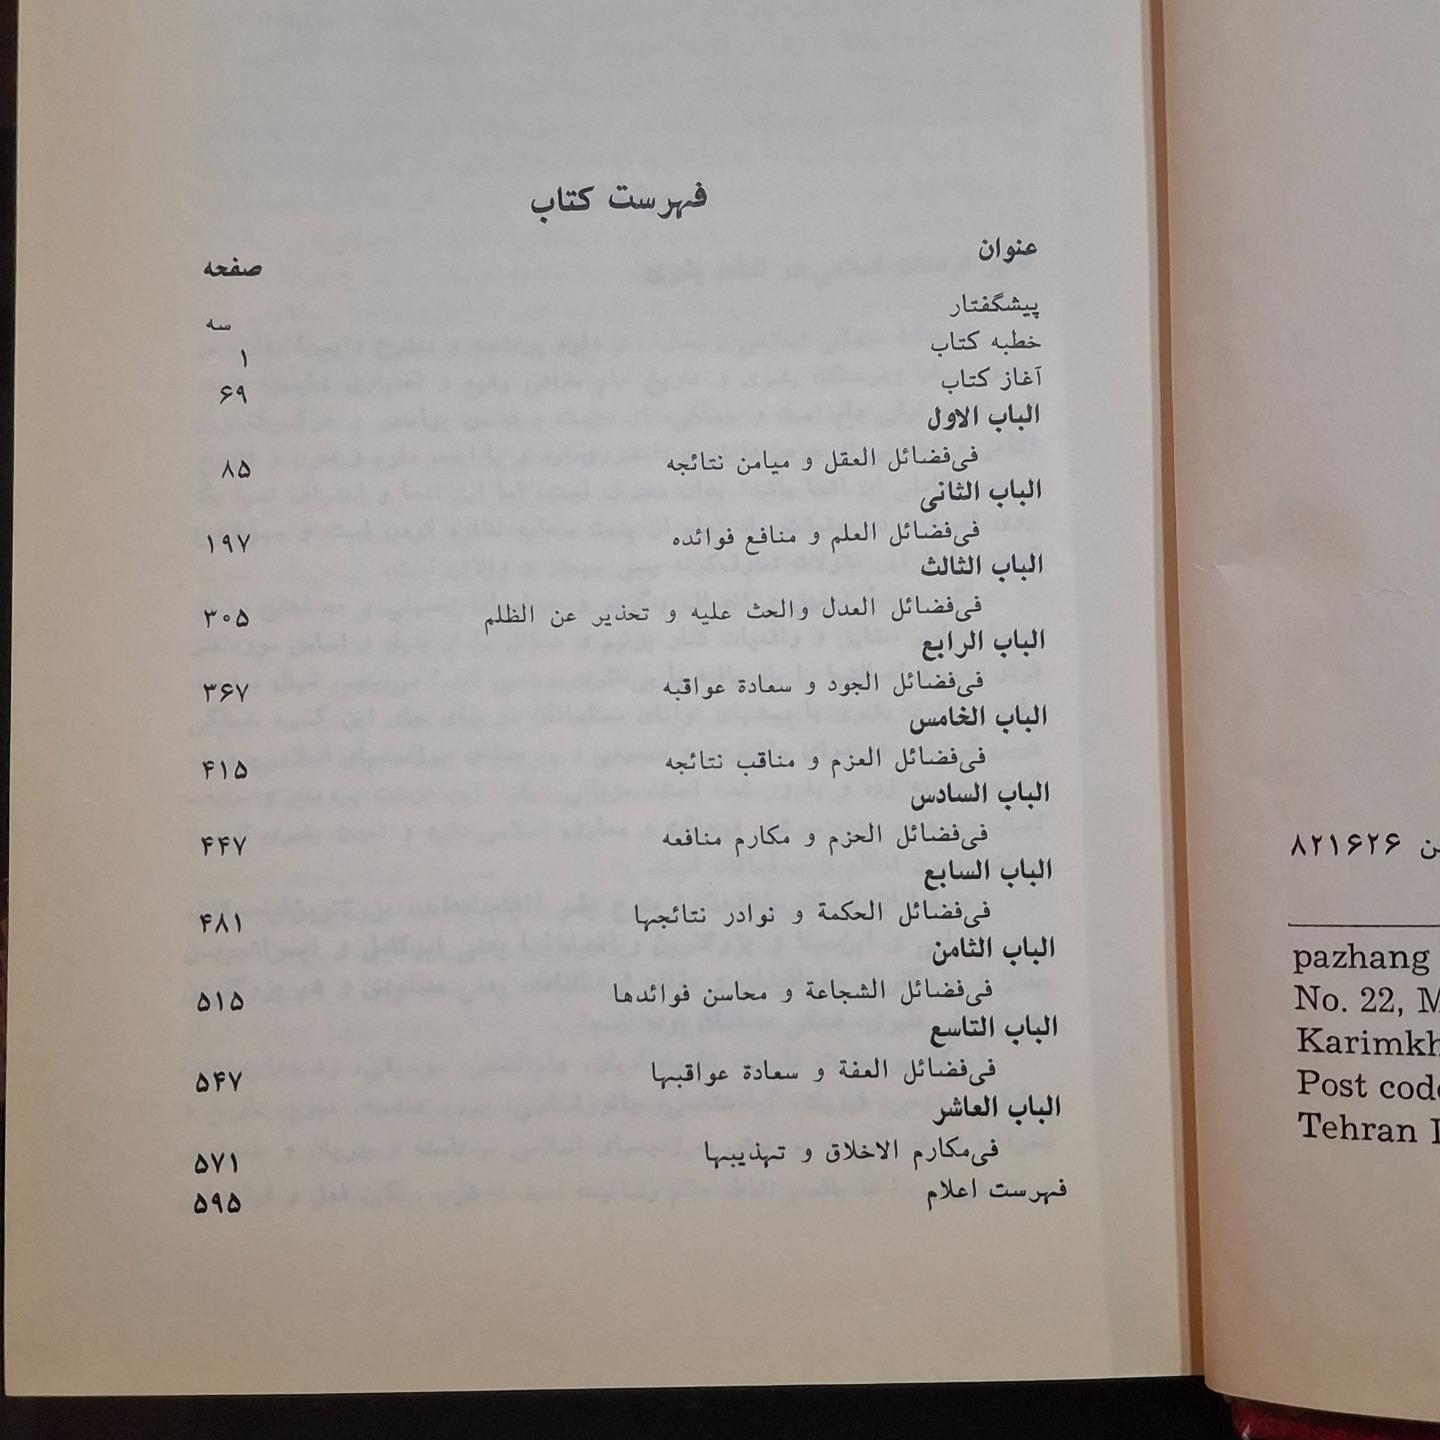 فهرست کتاب
عنوان صفحه
پیشگفتار سه
خطبه کتاب ۱
آغاز کتاب ۶۹
الباب الاول
فی‌فضائل العقل و میامن نتائجه ۸۵
الباب الثانی
فی‌فضائل العلم و منافع فوائده ۱۹۷
الباب الثالث
فی‌فضائل العدل والحث علیه و تحذیر عن الظلم ۳۰۵
الباب الرابع
فی‌فضائل الجود و سعادة عواقبه ۳۶۷
الباب الخامس
فی‌فضائل العزم و مناقب نتائجه ۴۱۵
الباب السادس
فی‌فضائل الحزم و مکارم منافعه ۴۴۷
الباب السابع
فی‌فضائل الحکمة و نوادر نتائجها ۴۸۱
الباب الثامن
فی‌فضائل الشجاعة و محاسن فوائدها ۵۱۵
الباب التاسع
فی‌فضائل العفة و سعادة عواقبها ۵۴۷
الباب العاشر
فی‌مکارم الاخلاق و تهذیبها ۵۷۱
فهرست اعلام ۵۹۵
ن ۸۲۱۶۲۶
pazhang
No. 22, M
Karimkh
Post code
Tehran I